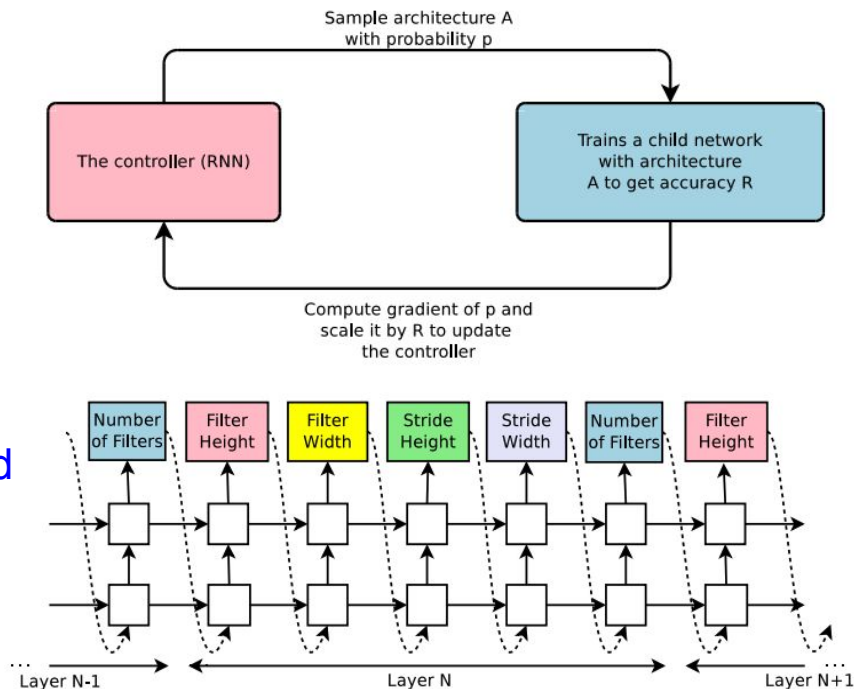 Sample architecture A
with probability p
The controller (RNN)
Trains a child network
with architecture
A to get accuracy R
Compute gradient of p and
scale it by R to update
the controller
Number
of Filters
Filter
Height
Filter
Width
Stride
Height
Stride
Width
Number
of Filters
Filter
Height
d
... Layer N-1
Layer N
Layer N+1 ...